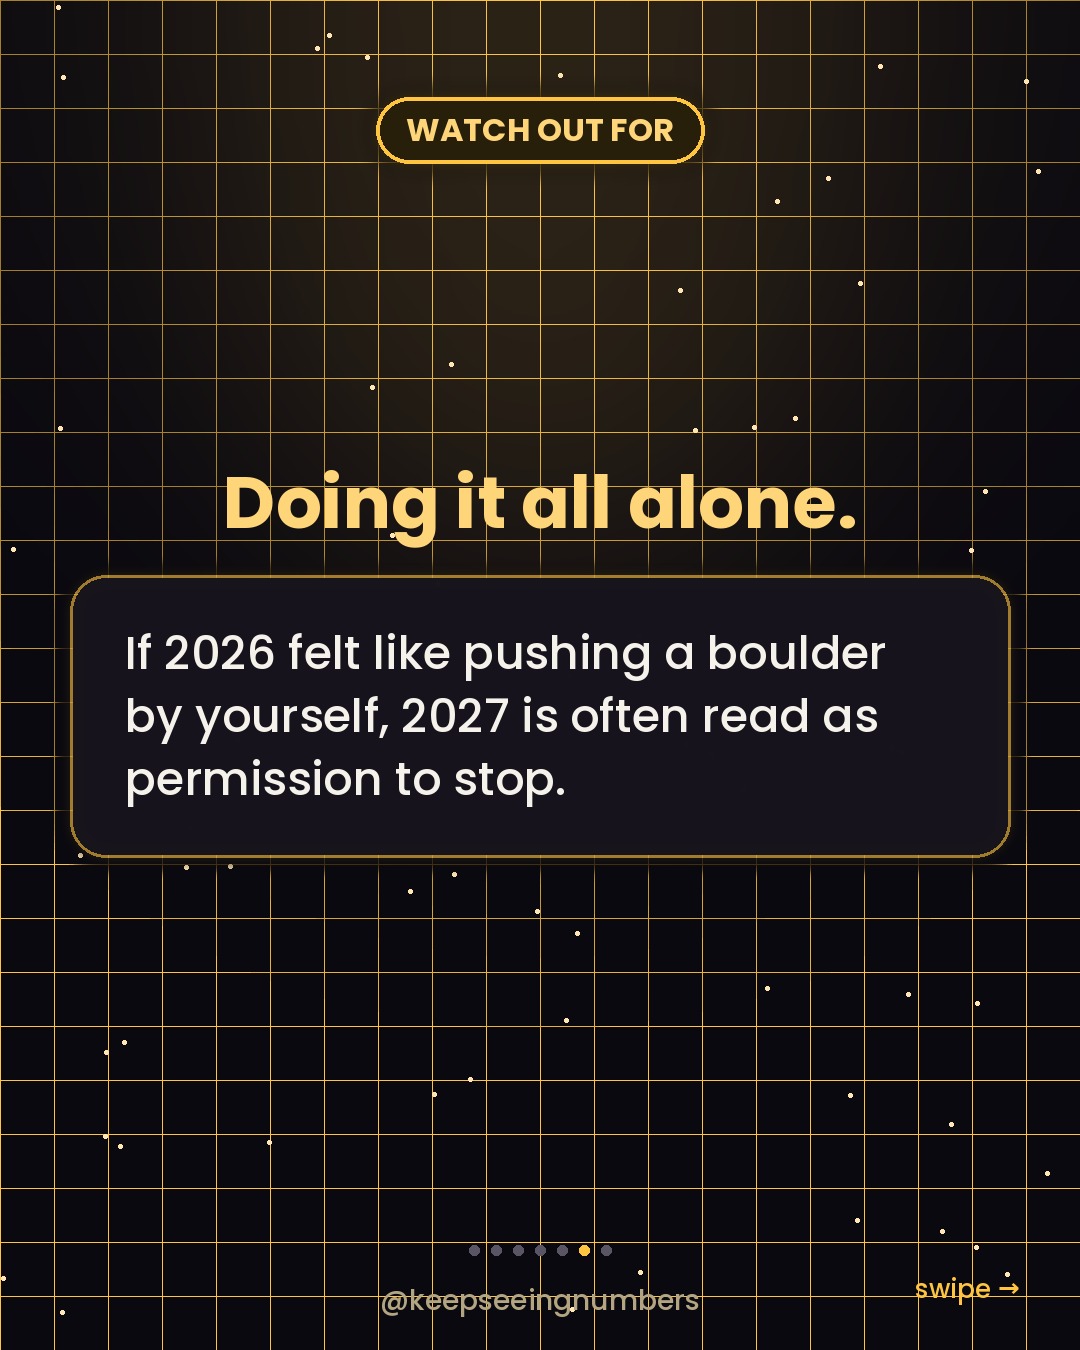 WATCH OUT FOR
Doing it all alone.
If 2026 felt like pushing a boulder
by yourself, 2027 is often read as
permission to stop.
@keepseeingnumbers
swipe →